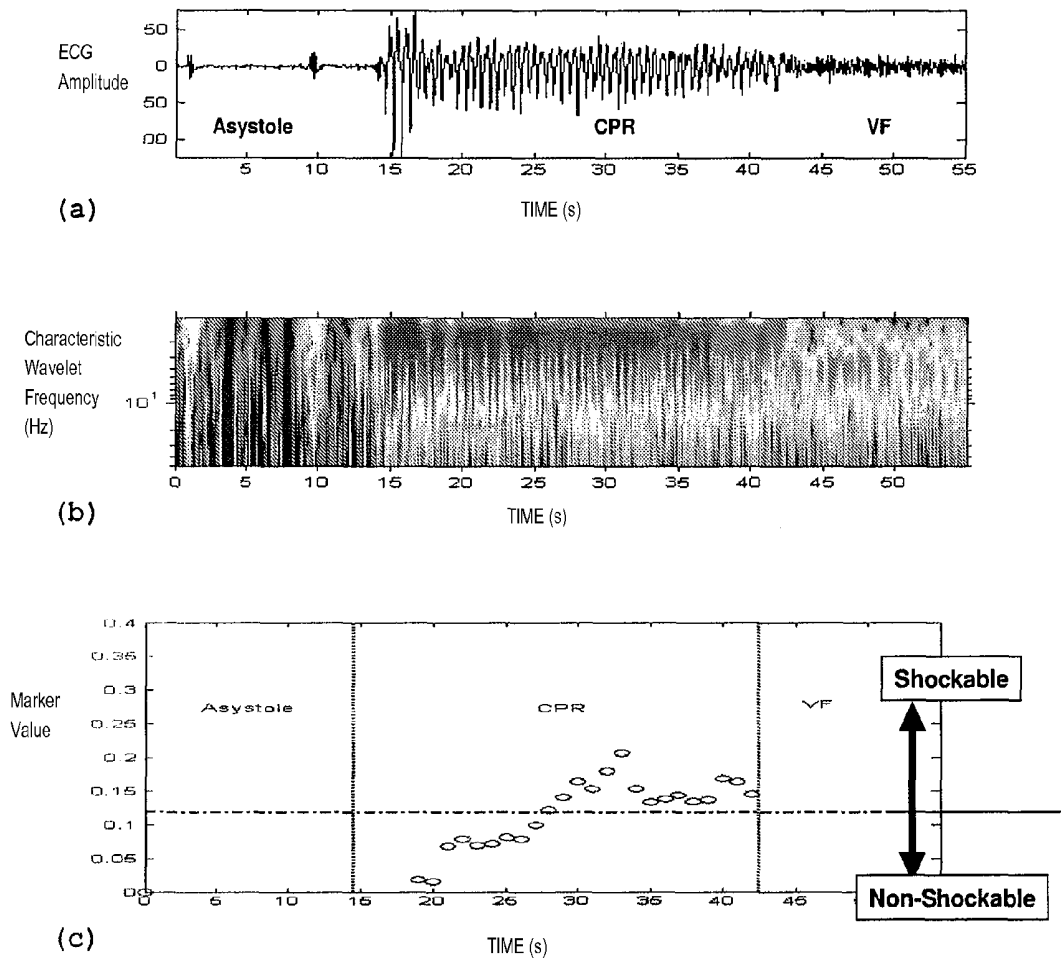 50
ECG
Amplitude
0
50
00
Asystole CPR VF
5 10 15 20 25 30 35 40 45 50 55
(a)
TIME (s)
Characteristic
Wavelet
Frequency
(Hz)
10¹
0 5 10 15 20 25 30 35 40 45 50
(b)
TIME (s)
0.4
0.35
0.3
0.25
0.2
0.15
0.1
0.05
0
Marker
Value
Asystole CPR VF
Shockable
Non-Shockable
0 5 10 15 20 25 30 35 40 45
(c)
TIME (s)